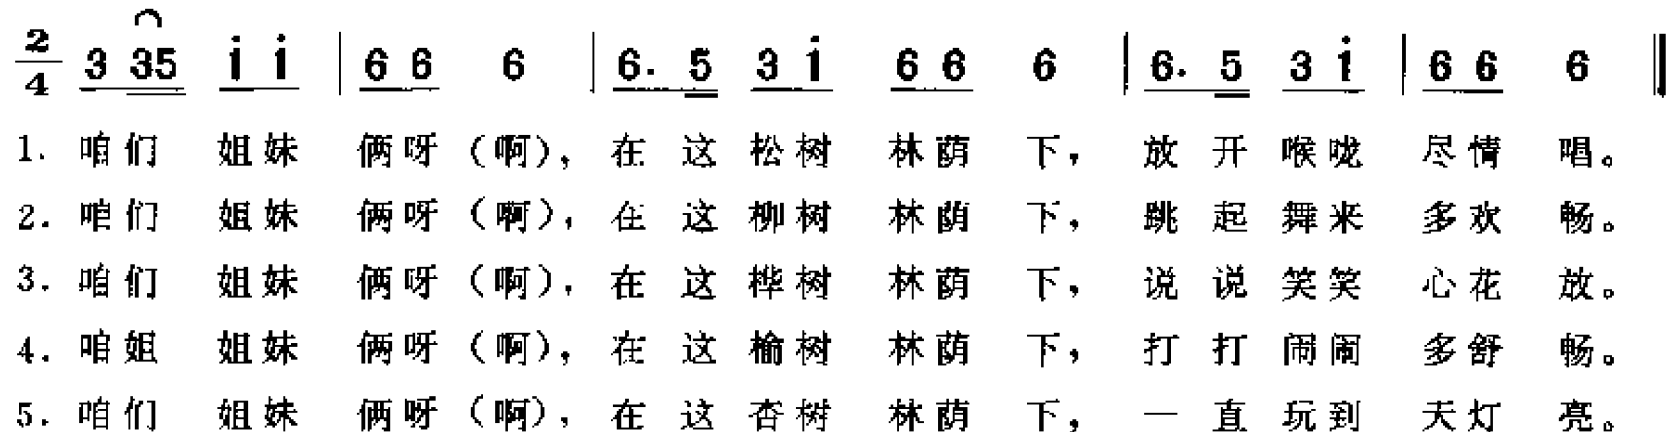 2/4 3 35 i i | 6 6 6 | 6. 5 3 i 6 6 6 | 6. 5 3 i | 6 6 6 ‖
1. 咱们 姐妹 俩呀（啊），在 这 松树 林荫 下，放 开 喉咙 尽情 唱。
2. 咱们 姐妹 俩呀（啊），在 这 柳树 林荫 下，跳 起 舞来 多欢 畅。
3. 咱们 姐妹 俩呀（啊），在 这 桦树 林荫 下，说 说 笑笑 心花 放。
4. 咱姐 姐妹 俩呀（啊），在 这 榆树 林荫 下，打 打 闹闹 多舒 畅。
5. 咱们 姐妹 俩呀（啊），在 这 杏树 林荫 下，一 直 玩到 天灯 亮。